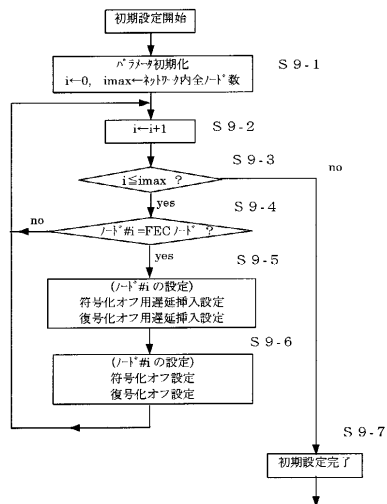 初期設定開始
ﾊﾟﾗﾒｰﾀ初期化
i←0, imax←ﾈｯﾄﾜｰｸ内全ﾉｰﾄﾞ数
S9-1
i←i+1
S9-2
S9-3
i≦imax ?
no
yes
S9-4
no
ﾉｰﾄﾞ#i=FECﾉｰﾄﾞ ?
yes
S9-5
(ﾉｰﾄﾞ#iの設定)
符号化オフ用遅延挿入設定
復号化オフ用遅延挿入設定
S9-6
(ﾉｰﾄﾞ#iの設定)
符号化オフ設定
復号化オフ設定
S9-7
初期設定完了